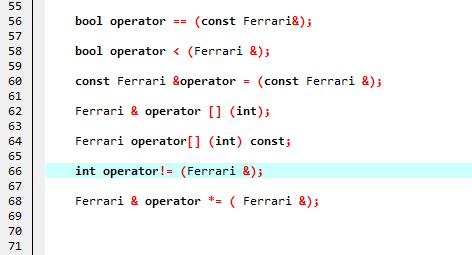 55
56 bool operator == (const Ferrari&);
57
58 bool operator < (Ferrari &);
59
60 const Ferrari &operator = (const Ferrari &);
61
62 Ferrari & operator [] (int);
63
64 Ferrari operator[] (int) const;
65
66 int operator!= (Ferrari &);
67
68 Ferrari & operator *= ( Ferrari &);
69
70
71